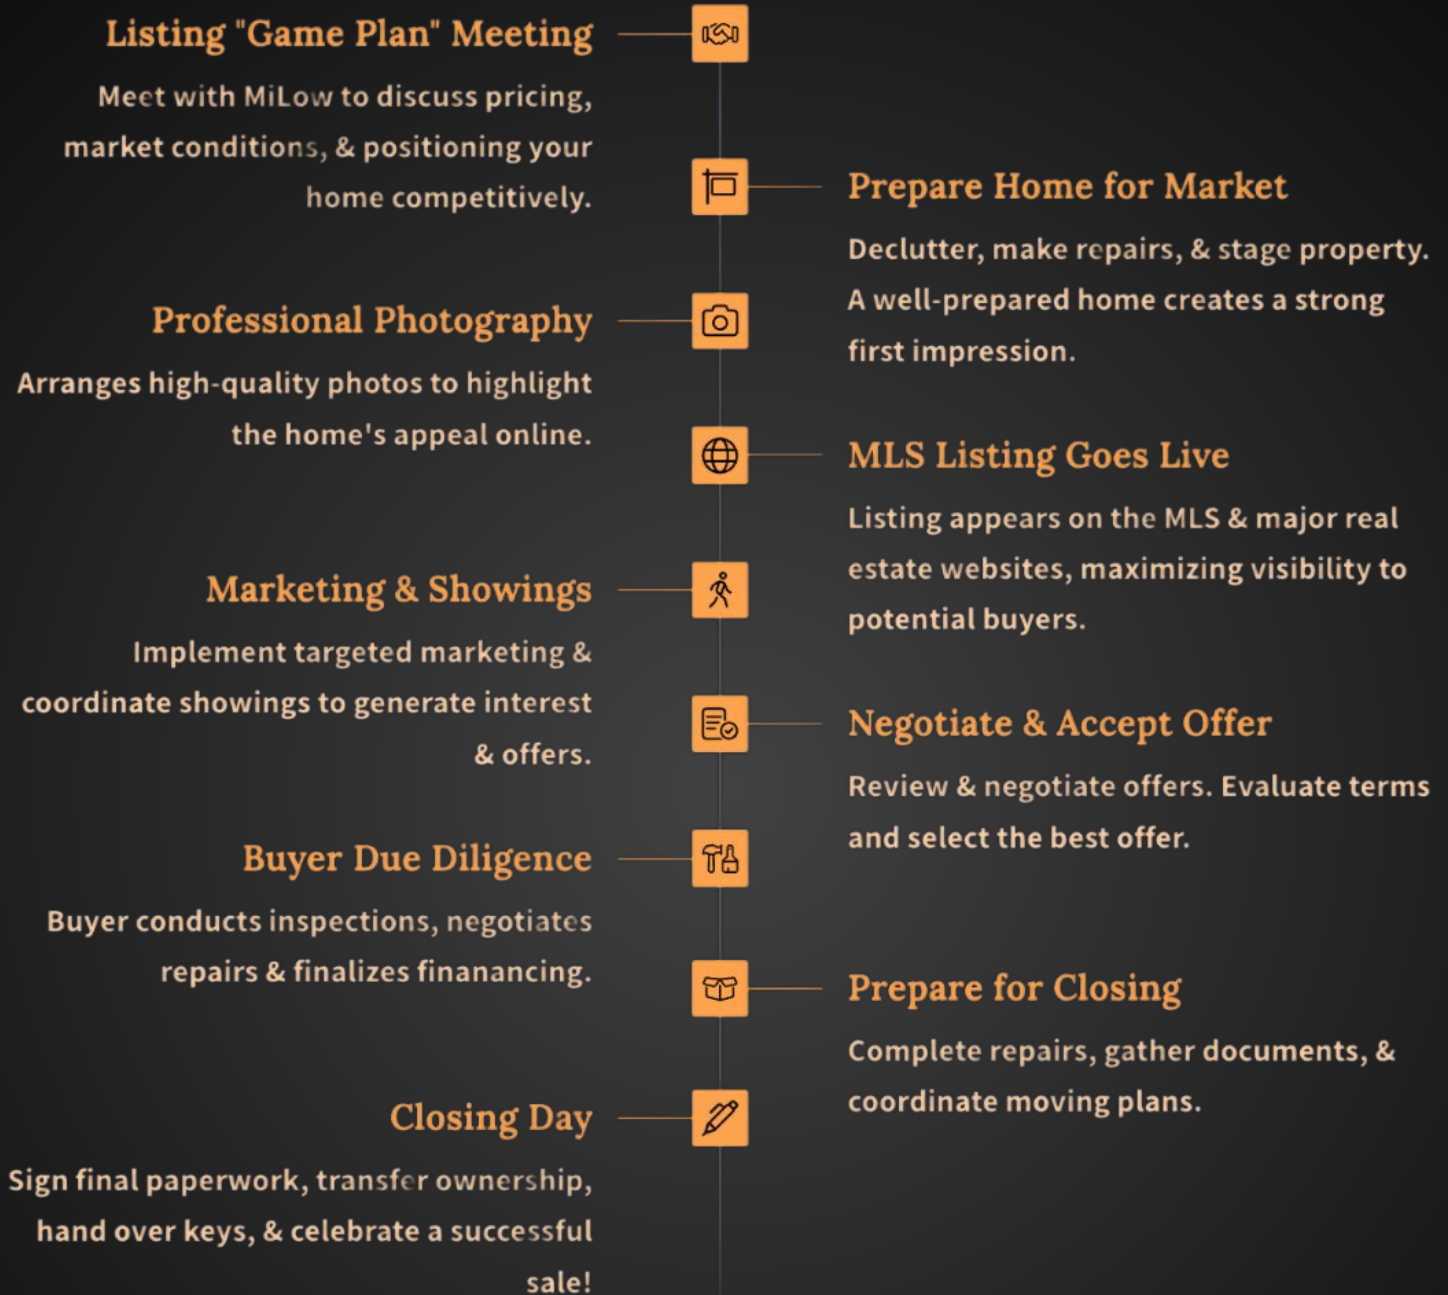 Listing "Game Plan" Meeting
Meet with MiLow to discuss pricing,
market conditions, & positioning your
home competitively.
Prepare Home for Market
Declutter, make repairs, & stage property.
A well-prepared home creates a strong
first impression.
Professional Photography
Arranges high-quality photos to highlight
the home's appeal online.
MLS Listing Goes Live
Listing appears on the MLS & major real
estate websites, maximizing visibility to
potential buyers.
Marketing & Showings
Implement targeted marketing &
coordinate showings to generate interest
& offers.
Negotiate & Accept Offer
Review & negotiate offers. Evaluate terms
and select the best offer.
Buyer Due Diligence
Buyer conducts inspections, negotiates
repairs & finalizes finanancing.
Prepare for Closing
Complete repairs, gather documents, &
coordinate moving plans.
Closing Day
Sign final paperwork, transfer ownership,
hand over keys, & celebrate a successful
sale!